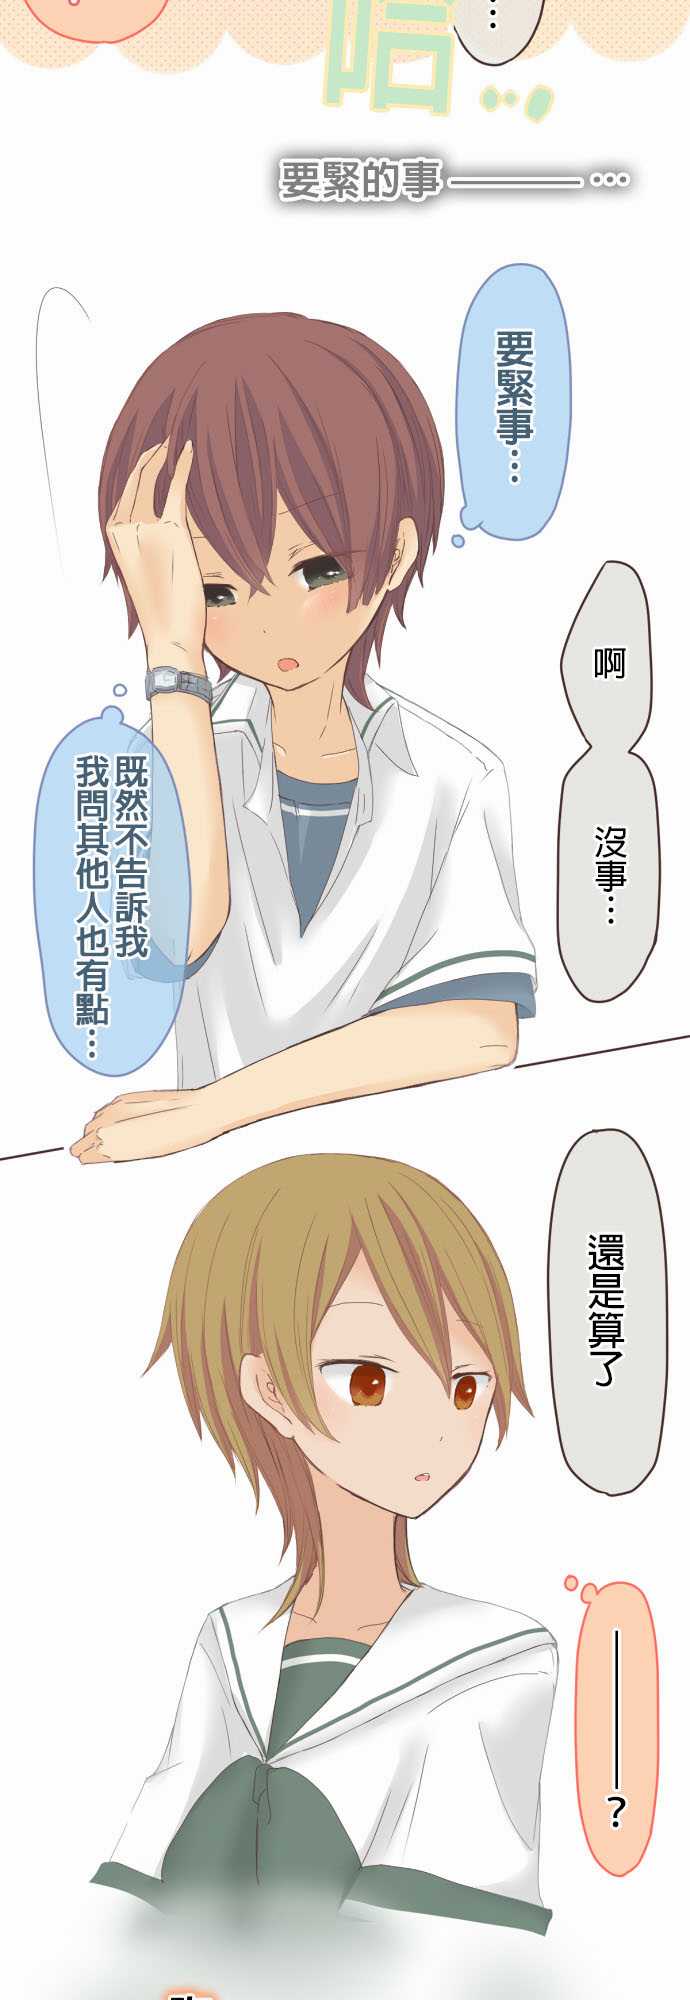 …
哈…
要緊的事————…
要緊事…
啊
沒事…
既然不告訴我
我問其他人也有點…
還是算了
————？